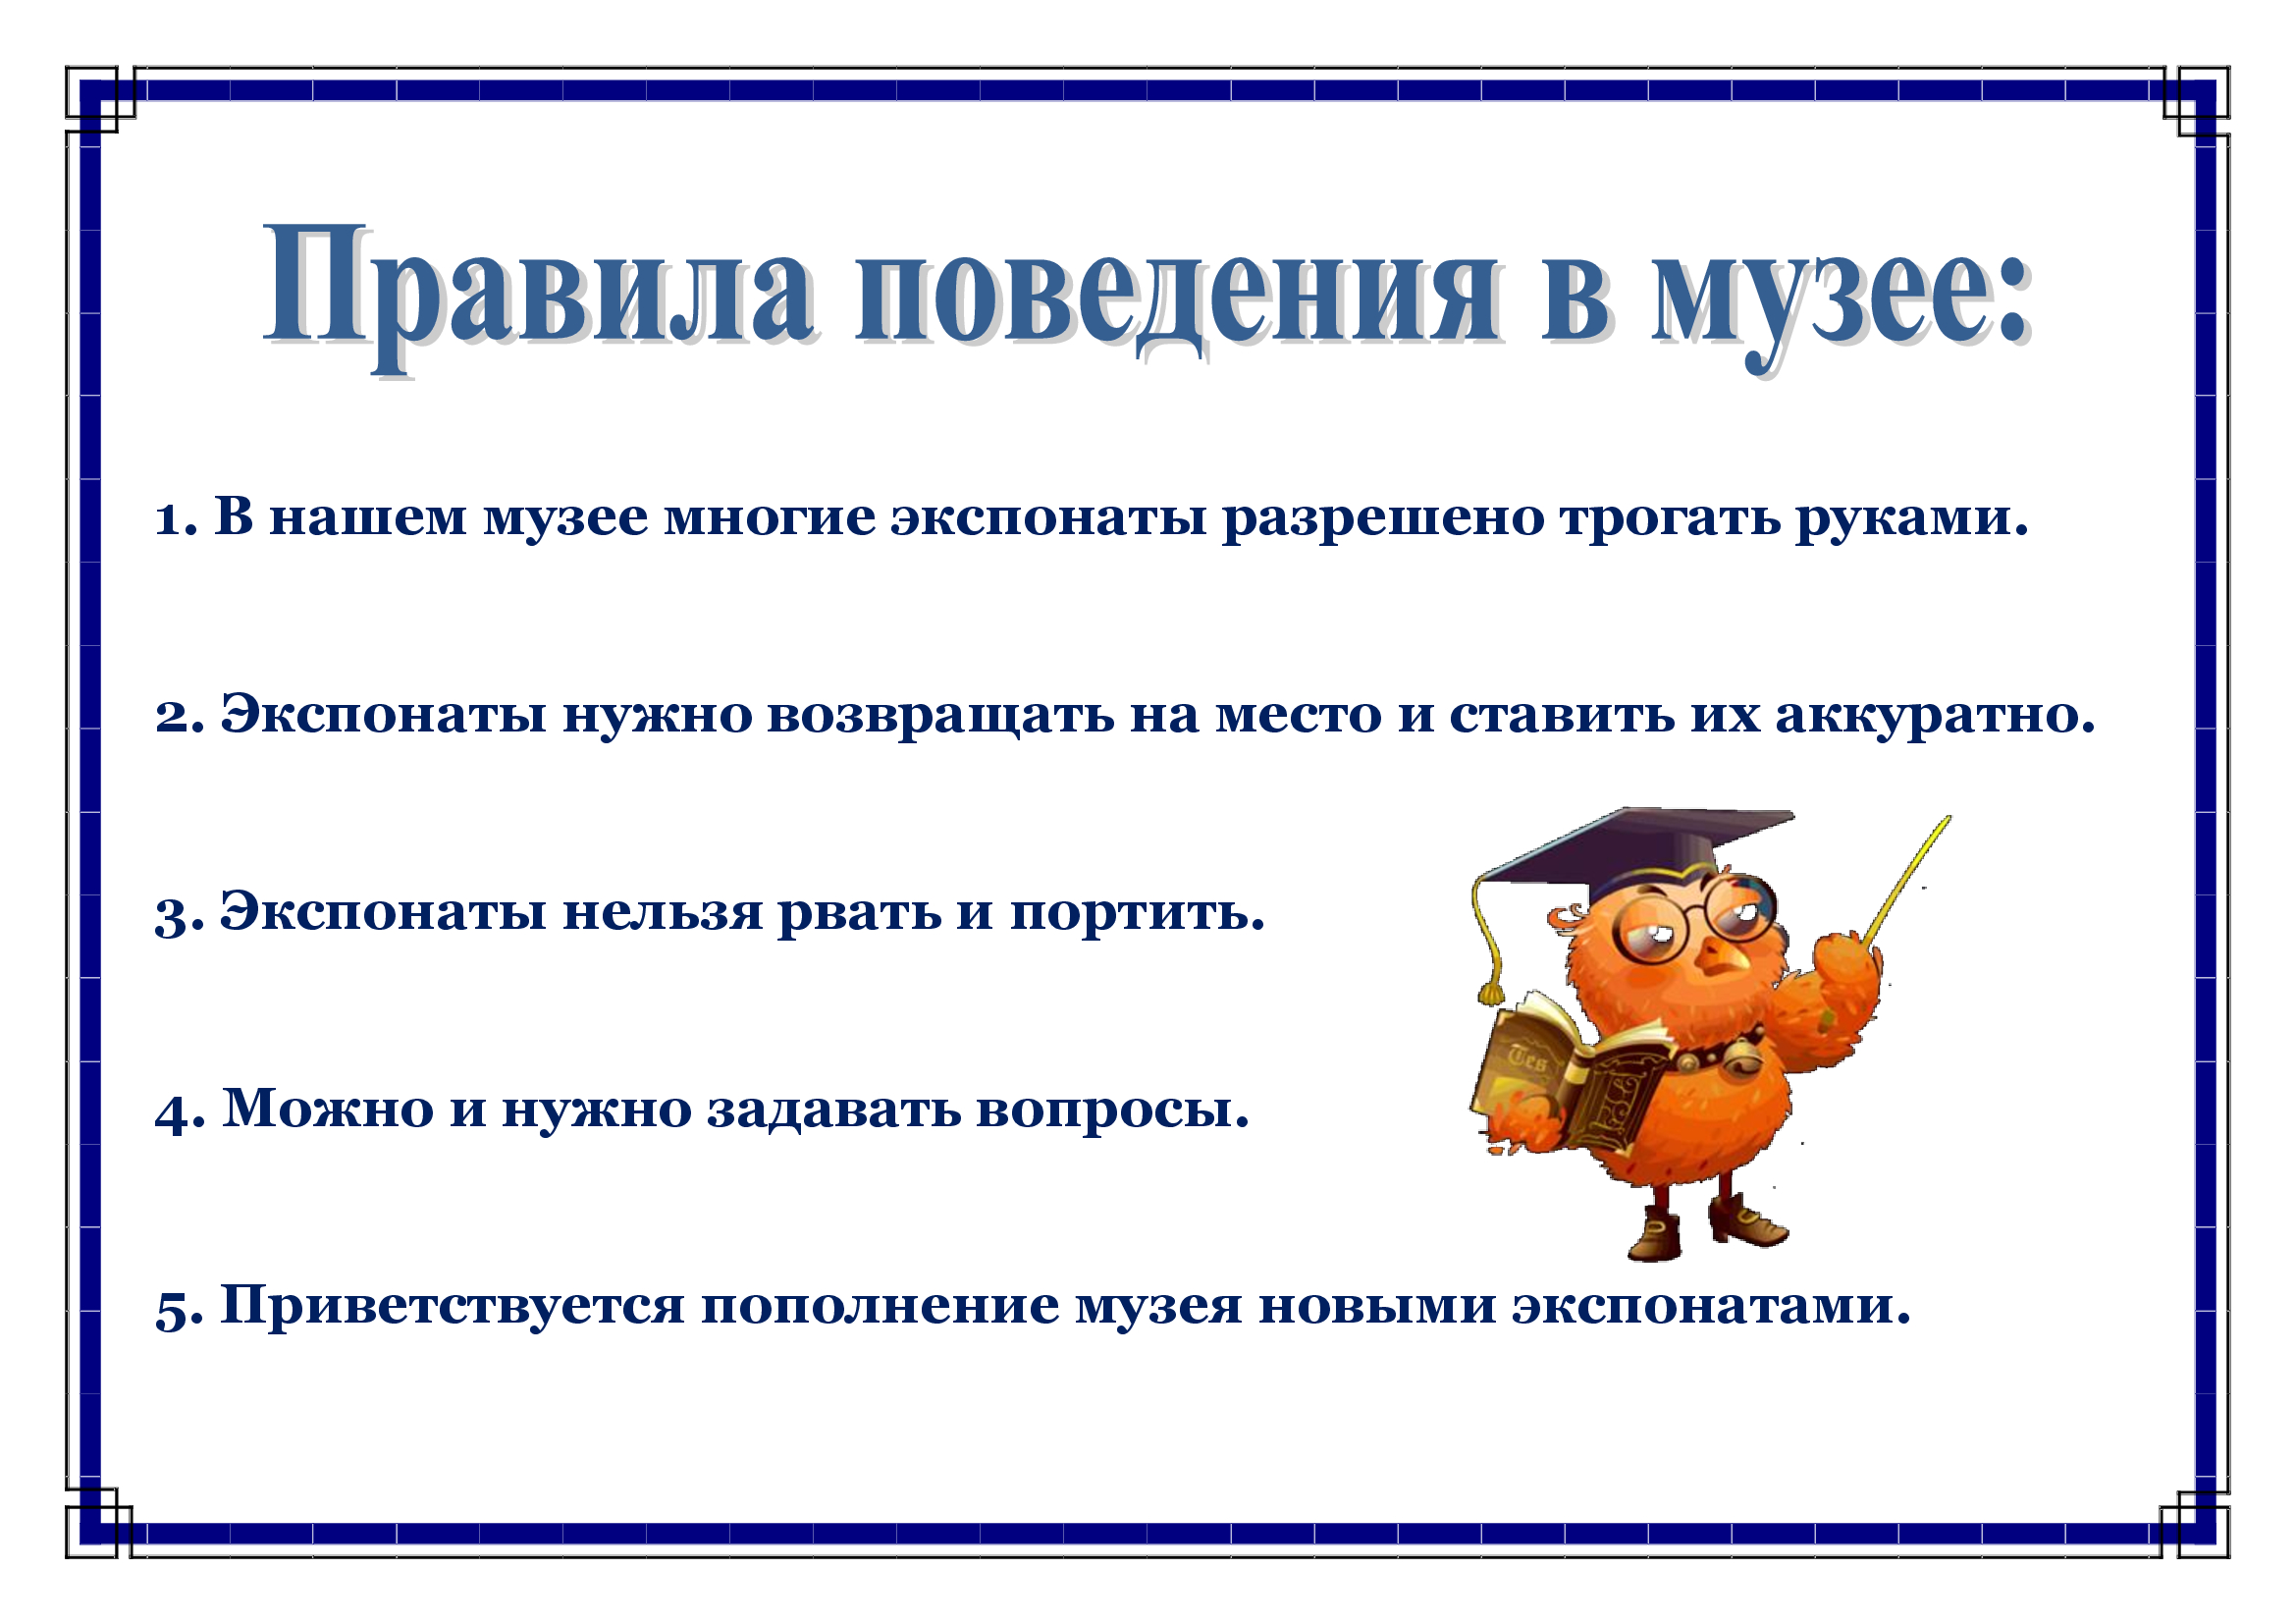 Правила поведения в музее:
1. В нашем музее многие экспонаты разрешено трогать руками.
2. Экспонаты нужно возвращать на место и ставить их аккуратно.
3. Экспонаты нельзя рвать и портить.
4. Можно и нужно задавать вопросы.
5. Приветствуется пополнение музея новыми экспонатами.